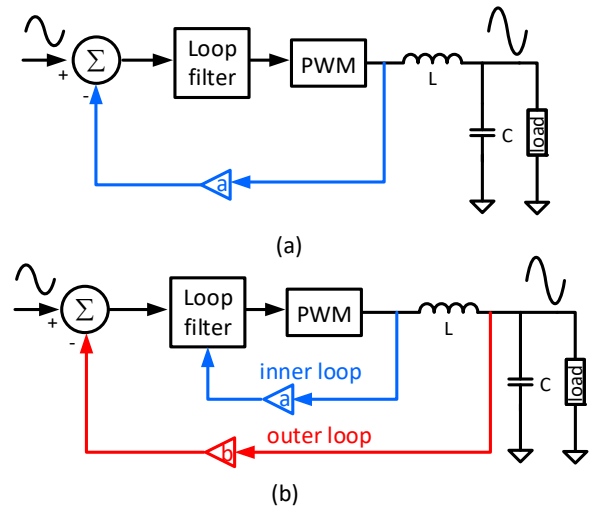 Σ
+
-
Loop
filter
PWM
L
C
load
a
(a)
Σ
+
-
Loop
filter
PWM
L
C
load
inner loop
a
outer loop
b
(b)